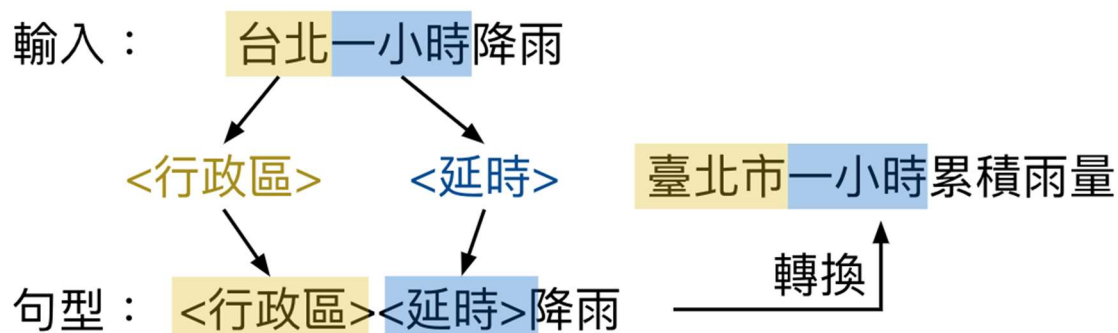 輸入： 台北一小時降雨
<行政區> <延時>
臺北市一小時累積雨量
句型： <行政區><延時>降雨
轉換